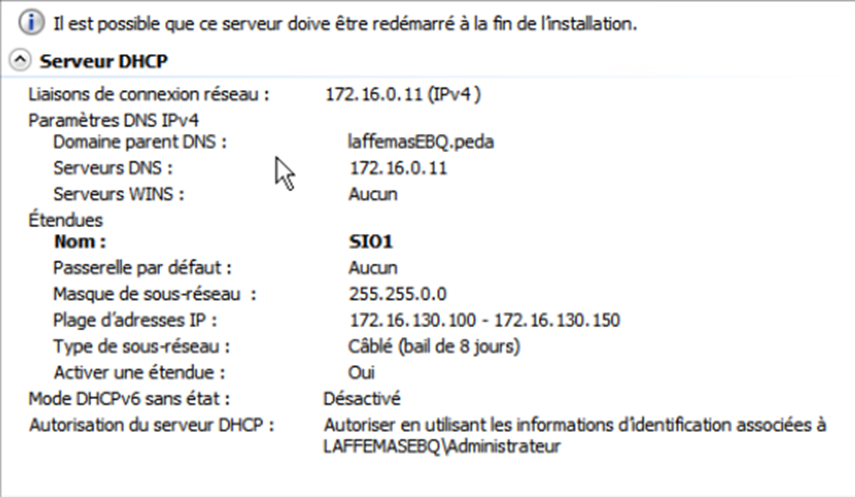 Il est possible que ce serveur doive être redémarré à la fin de l'installation.
Serveur DHCP
Liaisons de connexion réseau : 172.16.0.11 (IPv4 )
Paramètres DNS IPv4
Domaine parent DNS : laffemasEBQ.peda
Serveurs DNS : 172.16.0.11
Serveurs WINS : Aucun
Étendues
Nom : SIO1
Passerelle par défaut : Aucun
Masque de sous-réseau : 255.255.0.0
Plage d'adresses IP : 172.16.130.100 - 172.16.130.150
Type de sous-réseau : Câblé (bail de 8 jours)
Activer une étendue : Oui
Mode DHCPv6 sans état : Désactivé
Autorisation du serveur DHCP : Autoriser en utilisant les informations d'identification associées à
LAFFEMASEBQ\Administrateur